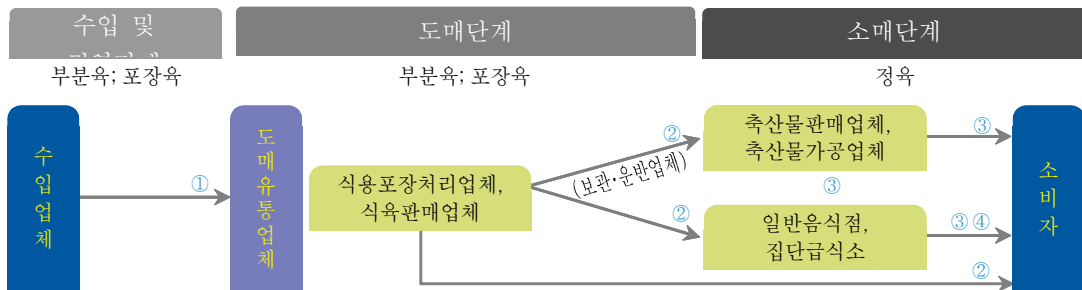 수입 및
도매단계
소매단계
부분육; 포장육
부분육; 포장육
정육
수입업체
①
도매유통업체
식용포장처리업체,
식육판매업체
②
(보관·운반업체)
②
축산물판매업체,
축산물가공업체
③
③
일반음식점,
집단급식소
③ ④
②
소비자